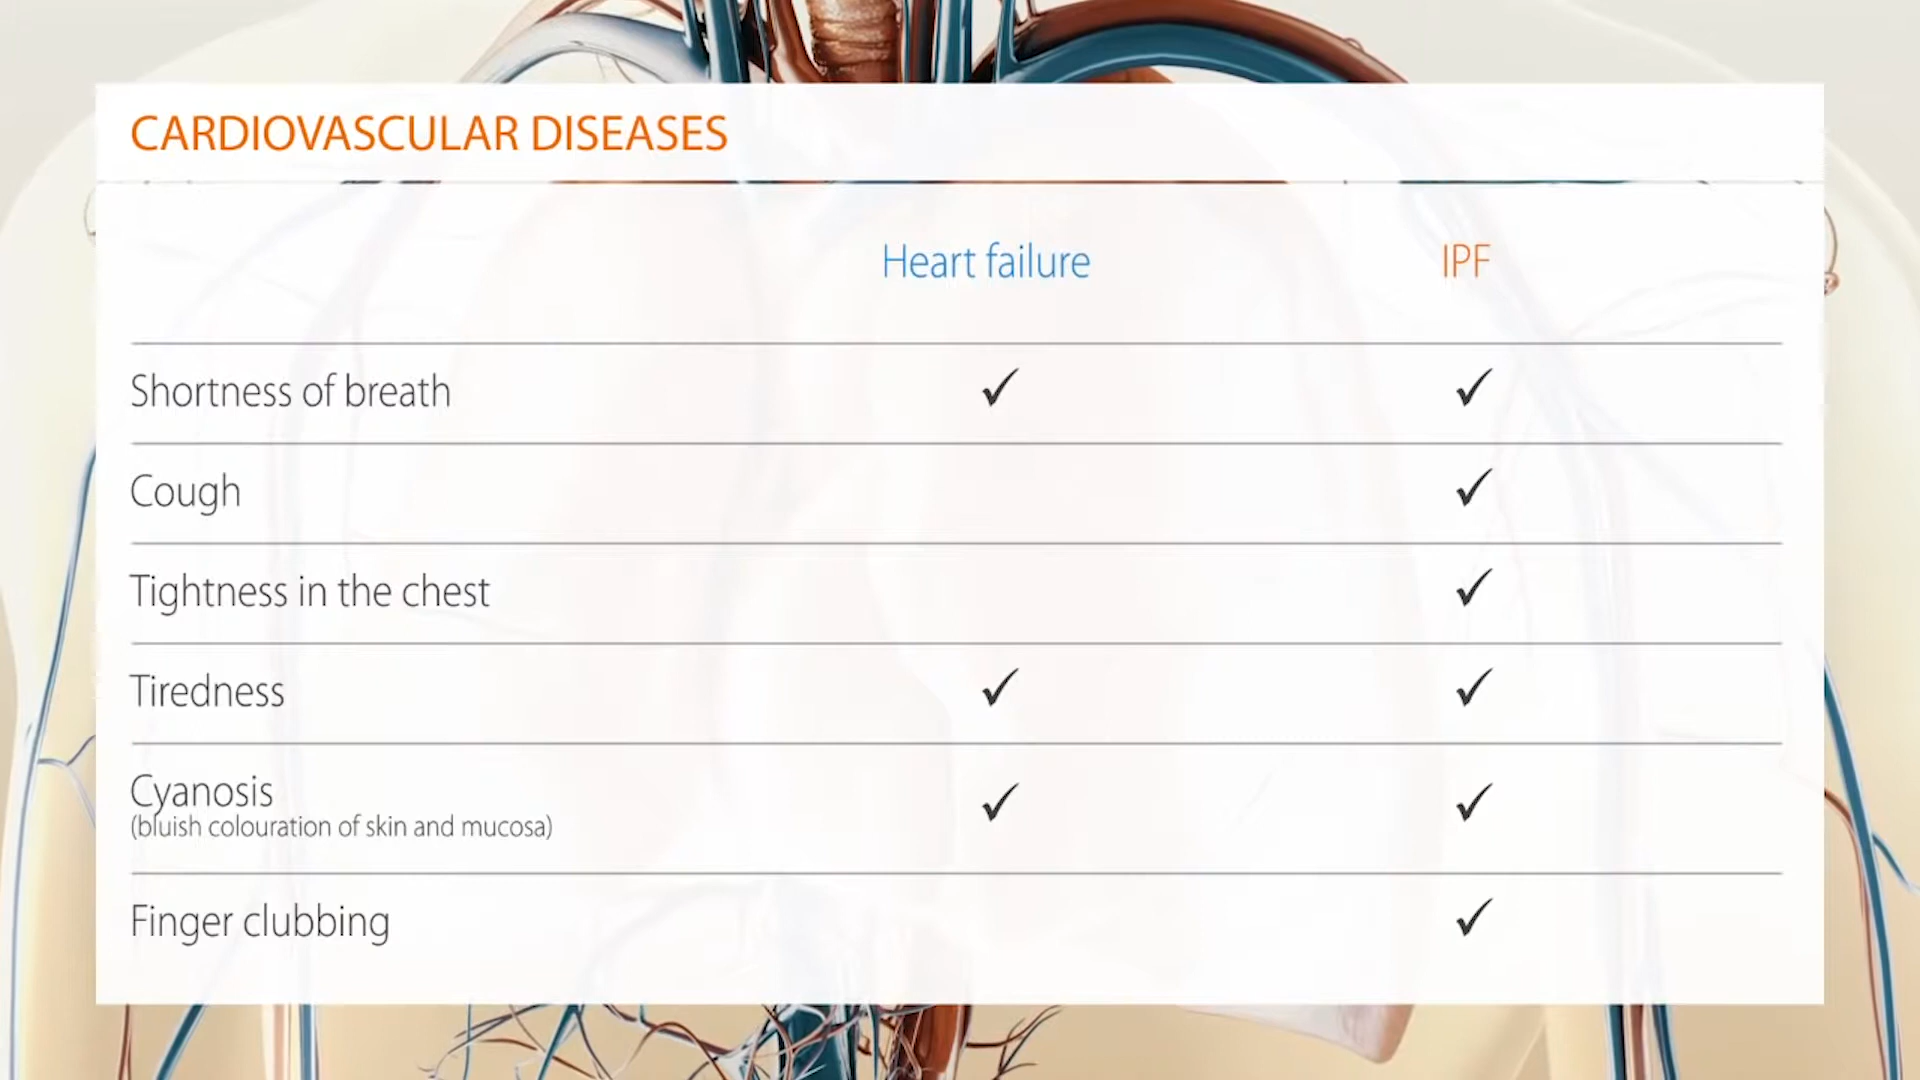 CARDIOVASCULAR DISEASES
Heart failure IPF
Shortness of breath ✓ ✓
Cough ✓
Tightness in the chest ✓
Tiredness ✓ ✓
Cyanosis ✓ ✓
(bluish colouration of skin and mucosa)
Finger clubbing ✓